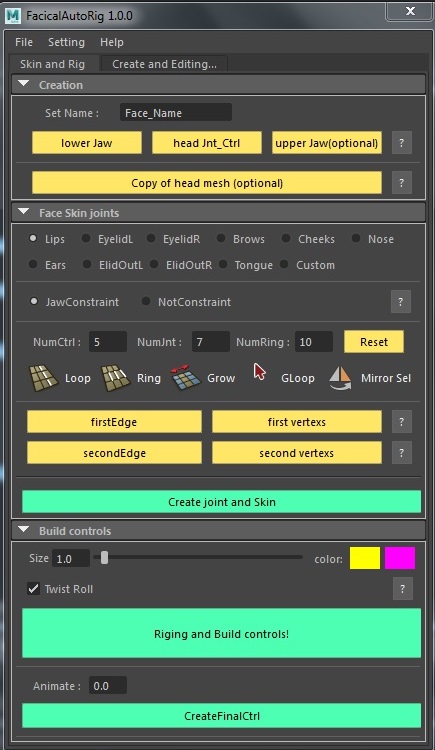 FacicalAutoRig 1.0.0
File Setting Help
Skin and Rig Create and Editing...
Creation
Set Name : Face_Name
lower Jaw head Jnt_Ctrl upper Jaw(optional) ?
Copy of head mesh (optional) ?
Face Skin joints
Lips EyelidL EyelidR Brows Cheeks Nose
Ears ElidOutL ElidOutR Tongue Custom
JawConstraint NotConstraint ?
NumCtrl : 5 NumJnt : 7 NumRing : 10 Reset
Loop Ring Grow GLoop Mirror Sel
firstEdge first vertexs ?
secondEdge second vertexs ?
Create joint and Skin
Build controls
Size 1.0 color:
Twist Roll ?
Riging and Build controls!
Animate : 0.0
CreateFinalCtrl